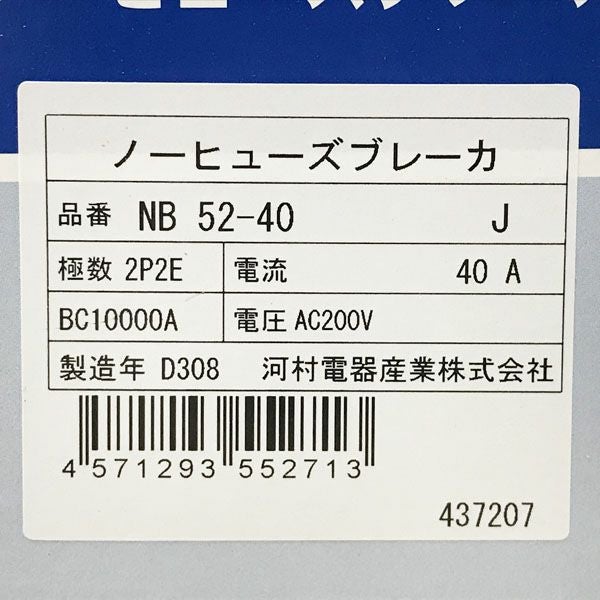 ノーヒューズブレーカ
品番 NB 52-40 J
極数 2P2E 電流 40 A
BC10000A 電圧 AC200V
製造年 D308 河村電器産業株式会社
4 571293 552713
437207